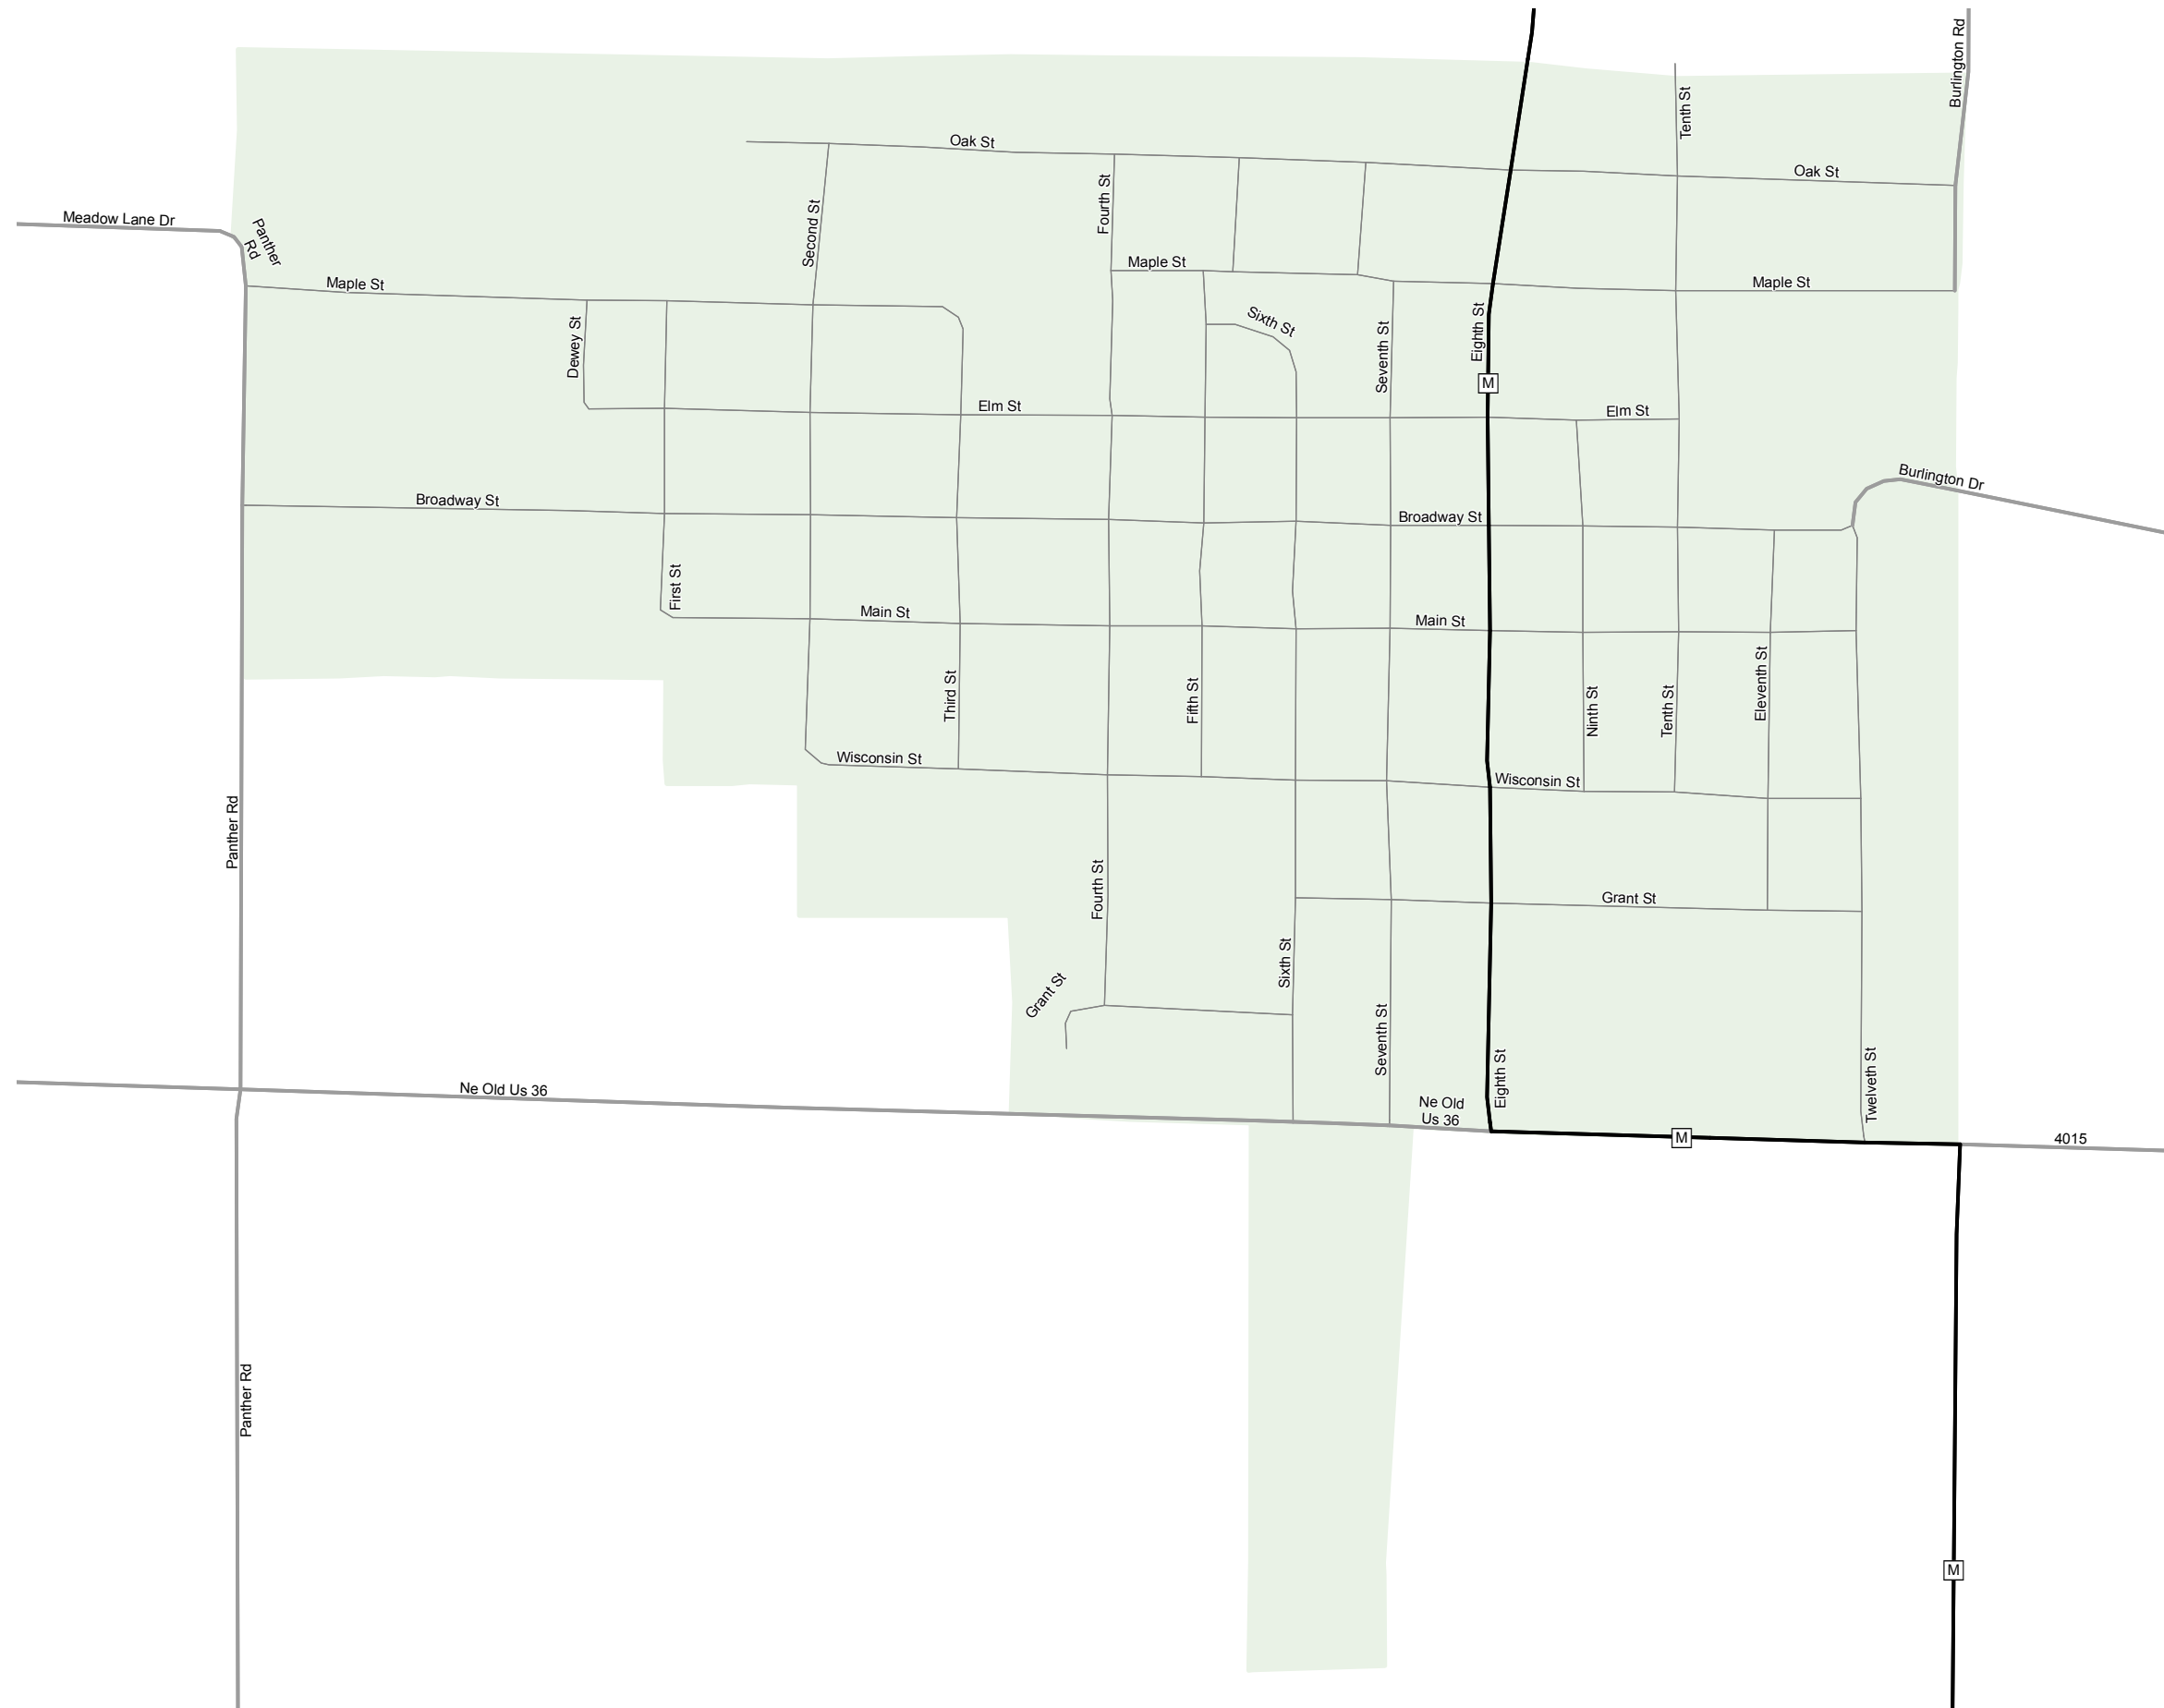 Burlington Rd
Tenth St
Oak St
Oak St
Fourth St
Meadow Lane Dr
Second St
Panther
Rd
Maple St
Maple St
Maple St
Sixth St
Eighth St
Dewey St
Seventh St
M
Elm St
Elm St
Burlington Dr
Broadway St
Broadway St
First St
Main St
Main St
Third St
Fifth St
Ninth St
Tenth St
Eleventh St
Wisconsin St
Wisconsin St
Panther Rd
Fourth St
Grant St
Sixth St
Grant St
Seventh St
Eighth St
Twelveth St
Ne Old Us 36
Ne Old
Us 36
M
4015
Panther Rd
M